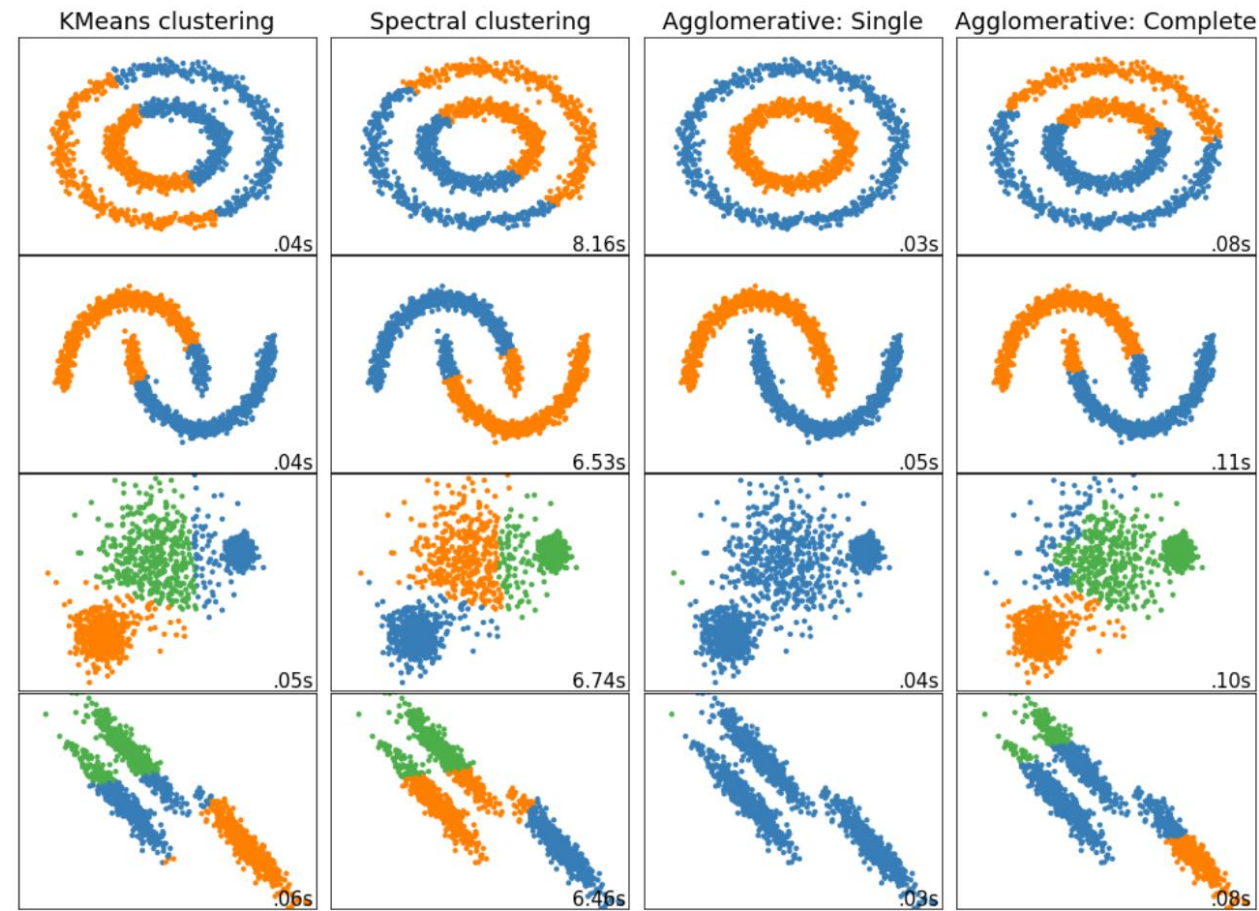 KMeans clustering
Spectral clustering
Agglomerative: Single
Agglomerative: Complete
.04s
8.16s
.03s
.08s
.04s
6.53s
.05s
.11s
.05s
6.74s
.04s
.10s
.06s
6.46s
.03s
.08s